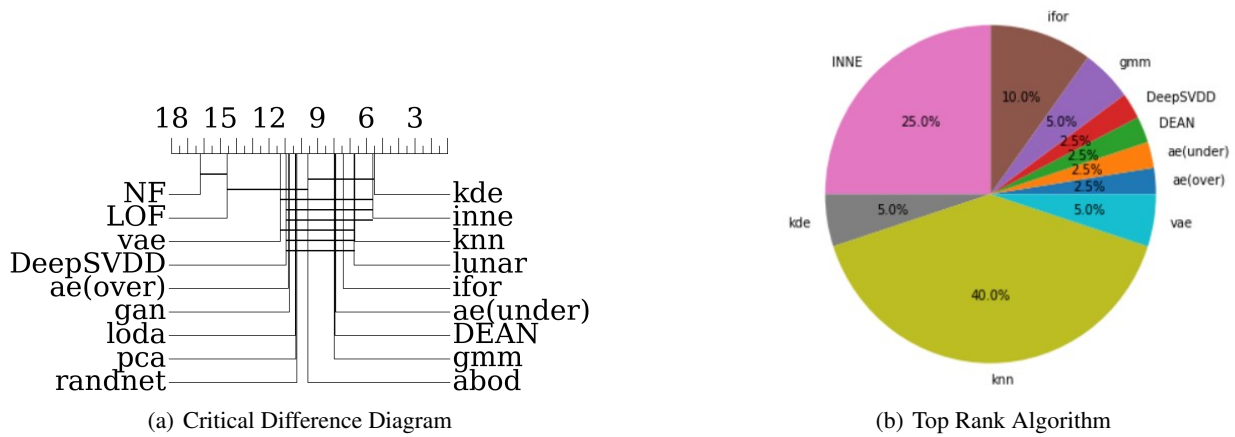 18 15 12 9 6 3
NF kde
LOF inne
vae knn
DeepSVDD lunar
ae(over) ifor
gan ae(under)
loda DEAN
pca gmm
randnet abod
(a) Critical Difference Diagram
ifor
INNE
gmm
DeepSVDD
10.0%
25.0%
5.0%
DEAN
2.5%
ae(under)
2.5%
2.5%
ae(over)
2.5%
kde
5.0%
5.0%
vae
40.0%
knn
(b) Top Rank Algorithm